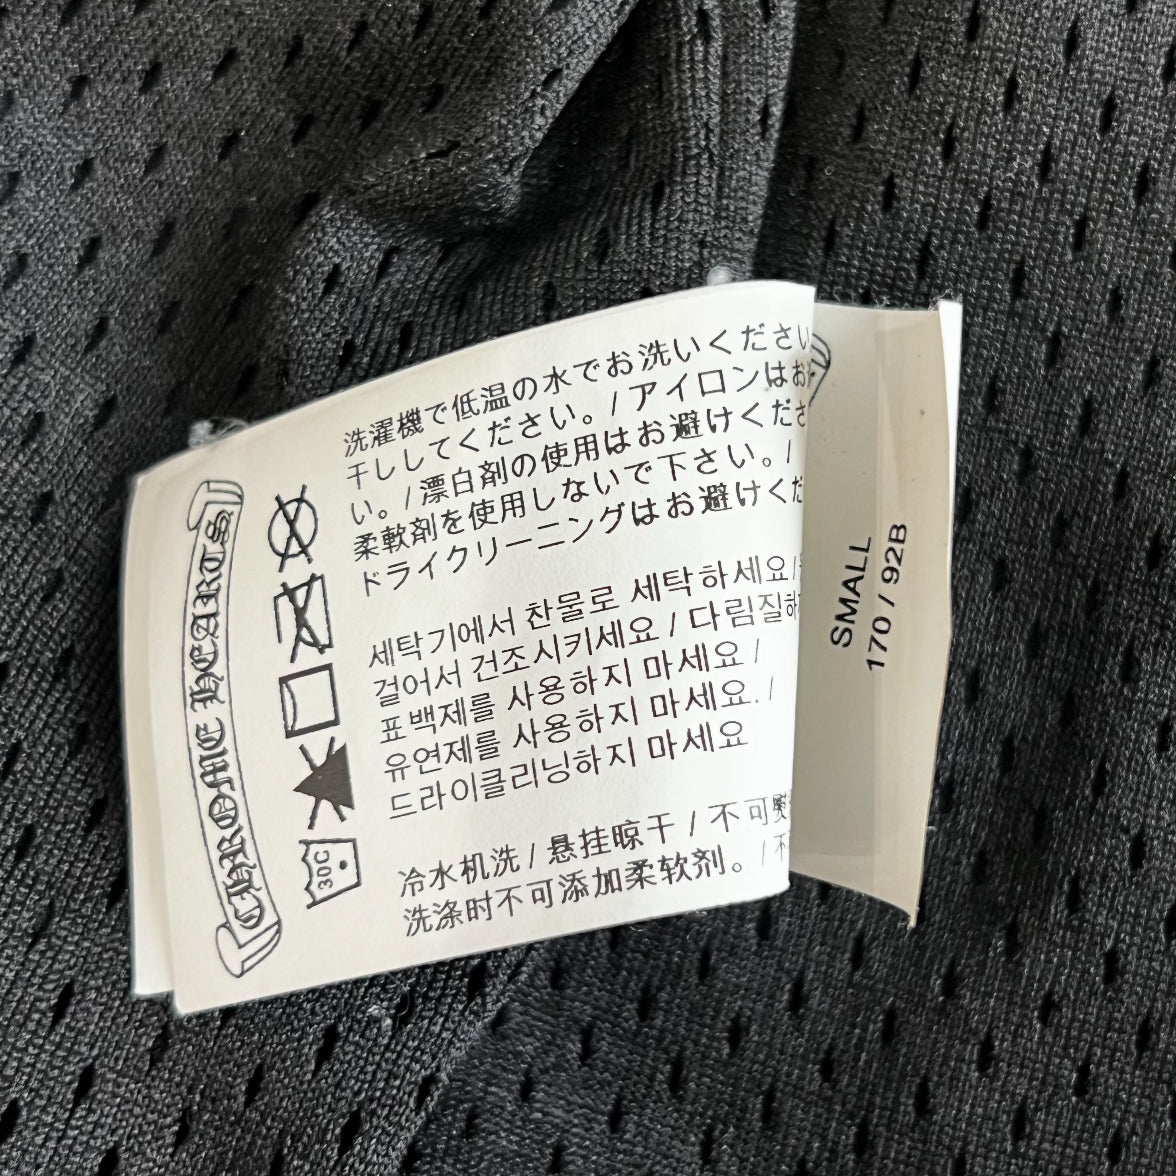 CHROME HEARTS
洗濯機で低温の水でお洗いください
干ししてください。/ アイロンはお
い。/ 漂白剤の使用はお避けくださ
柔軟剤を使用しないで下さい。/
ドライクリーニングはお避けくだ
세탁기에서 찬물로 세탁하세요/
걸어서 건조시키세요 / 다림질하
표백제를 사용하지 마세요 /
유연제를 사용하지 마세요. /
드라이클리닝하지 마세요
冷水机洗 / 悬挂晾干 / 不可熨
洗涤时不可添加柔软剂。 / 不
30C
SMALL
170 / 92B